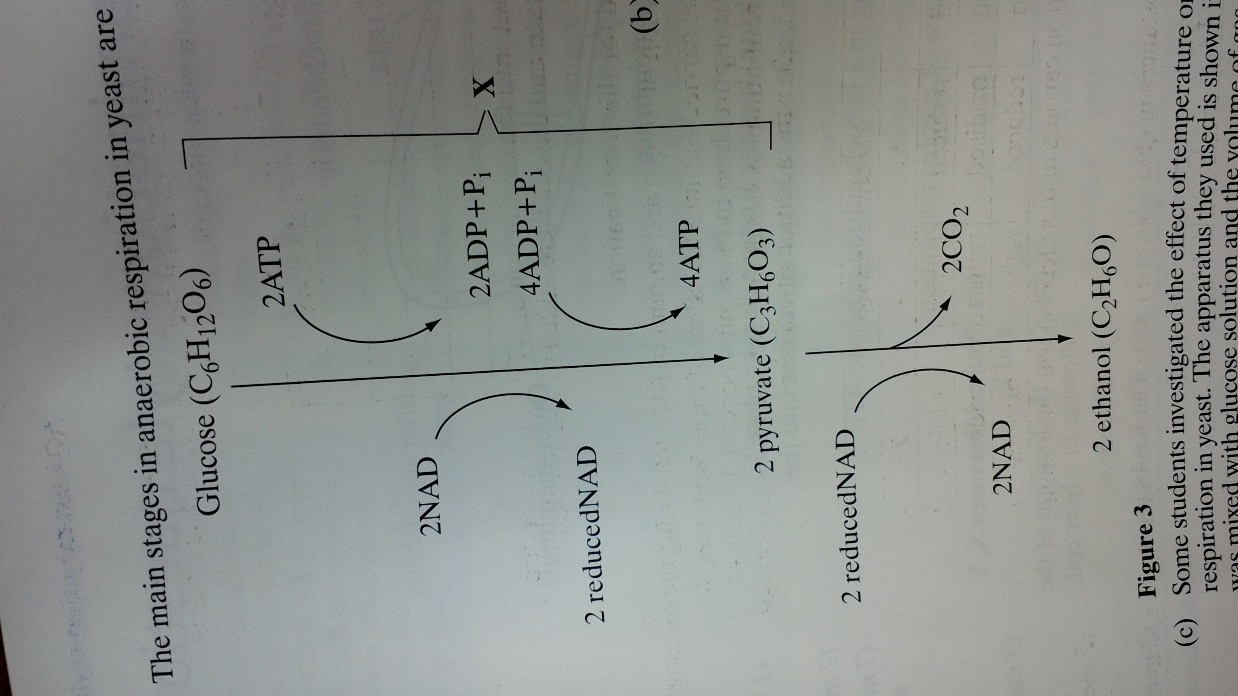 The main stages in anaerobic respiration in yeast are
Glucose (C6H12O6)
2ATP
2NAD
2ADP+Pi
X
4ADP+Pi
2 reducedNAD
4ATP
(b)
2 pyruvate (C3H6O3)
2 reducedNAD
2CO2
2NAD
2 ethanol (C2H6O)
Figure 3
(c) Some students investigated the effect of temperature
respiration in yeast. The apparatus they used is shown
was mixed with glucose solution and the volume of